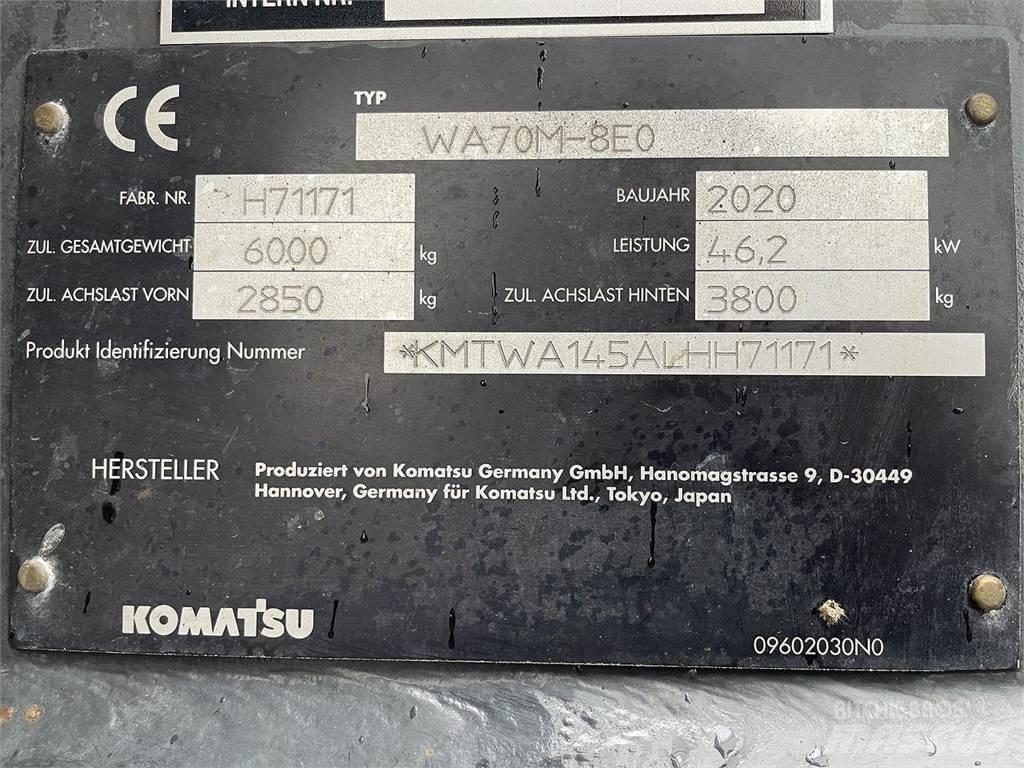 INTERN NR.
CE
TYP
WA70M-8E0
FABR. NR. H71171 BAUJAHR 2020
ZUL. GESAMTGEWICHT 6000 kg LEISTUNG 46,2 kW
ZUL. ACHSLAST VORN 2850 kg ZUL. ACHSLAST HINTEN 3800 kg
Produkt Identifizierung Nummer *KMTWA145ALHH71171*
HERSTELLER Produziert von Komatsu Germany GmbH, Hanomagstrasse 9, D-30449
Hannover, Germany für Komatsu Ltd., Tokyo, Japan
KOMATSU
09602030N0